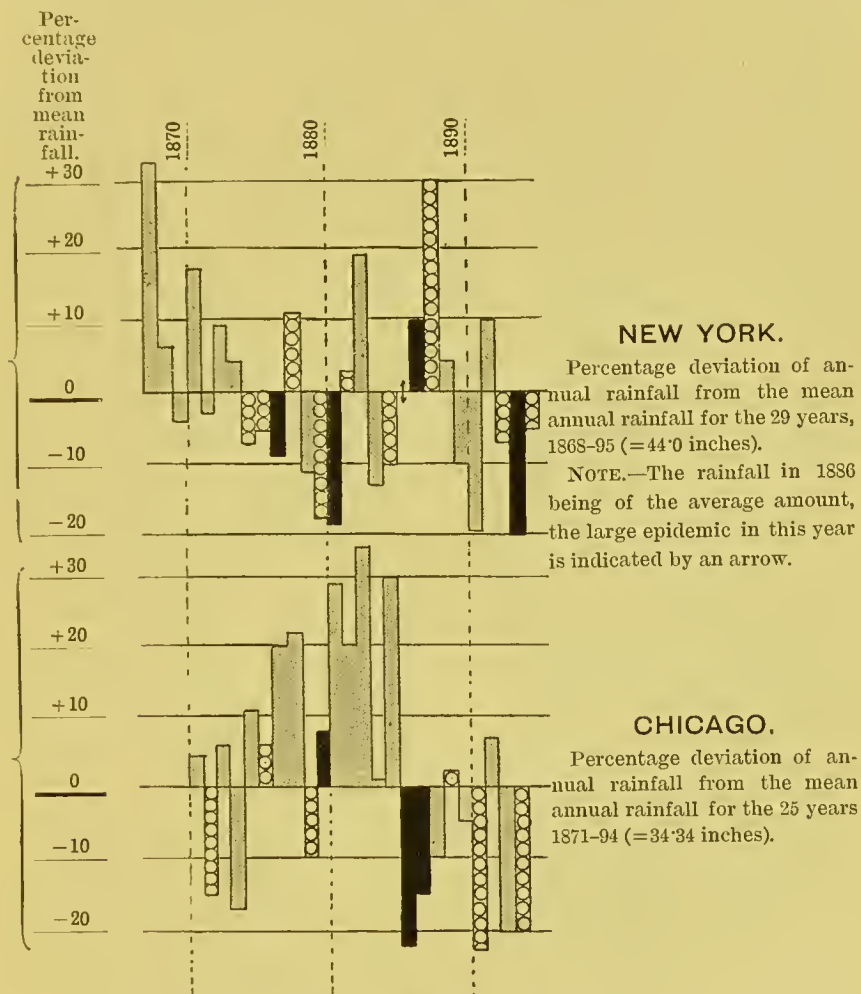 Per-
centage
devia-
tion
from
mean
rain-
fall.
1870
1880
1890
+30
+20
+10
0
−10
−20
NEW YORK.
Percentage deviation of an-
nual rainfall from the mean
annual rainfall for the 29 years,
1868–95 (=44·0 inches).
NOTE.—The rainfall in 1886
being of the average amount,
the large epidemic in this year
is indicated by an arrow.
+30
+20
+10
0
−10
−20
CHICAGO.
Percentage deviation of an-
nual rainfall from the mean
annual rainfall for the 25 years
1871–94 (=34·34 inches).